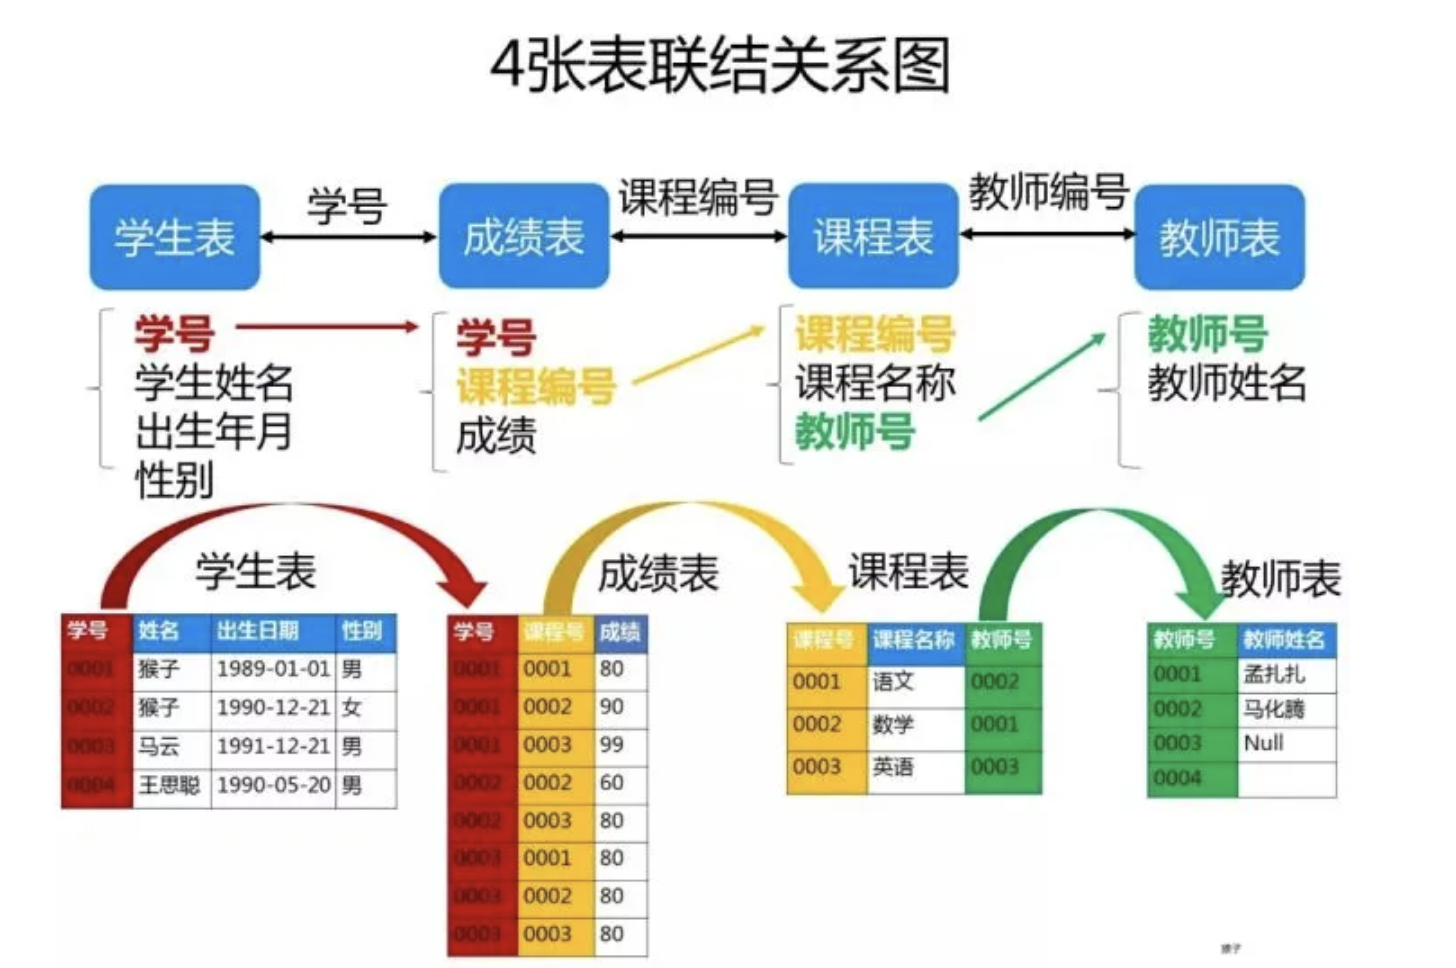 4张表联结关系图
学生表
学号
成绩表
课程编号
课程表
教师编号
教师表
学号
学生姓名
出生年月
性别
学号
课程编号
成绩
课程编号
课程名称
教师号
教师号
教师姓名
学生表
学号 姓名 出生日期 性别
0001 猴子 1989-01-01 男
0002 猴子 1990-12-21 女
0003 马云 1991-12-21 男
0004 王思聪 1990-05-20 男
成绩表
学号 课程号 成绩
0001 0001 80
0001 0002 90
0001 0003 99
0002 0002 60
0002 0003 80
0003 0001 80
0003 0002 80
0003 0003 80
课程表
课程号 课程名称 教师号
0001 语文 0002
0002 数学 0001
0003 英语 0003
教师表
教师号 教师姓名
0001 孟扎扎
0002 马化腾
0003 Null
0004
猴子